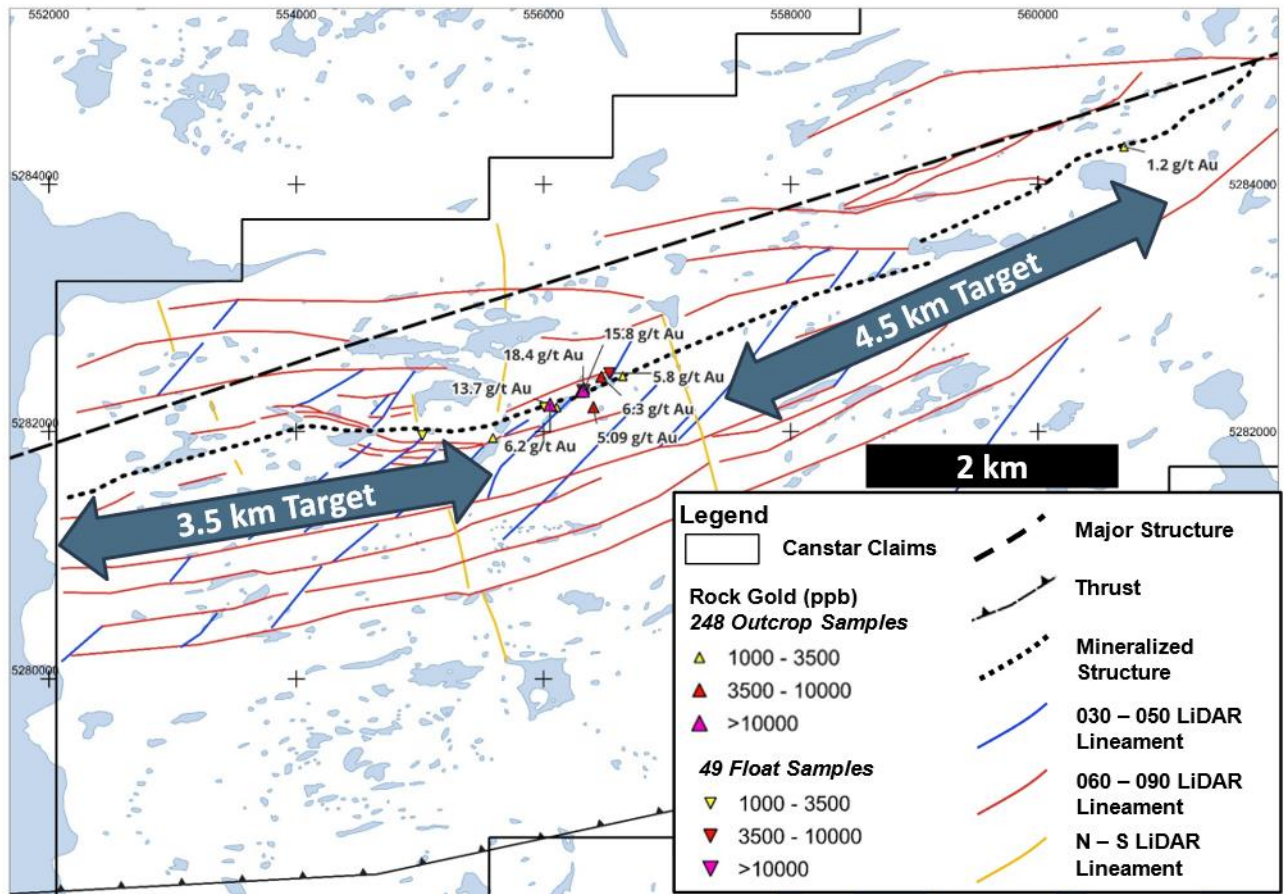 552000
554000
556000
558000
560000
5284000
5284000
1.2 g/t Au
4.5 km Target
15.8 g/t Au
18.4 g/t Au
13.7 g/t Au
5.8 g/t Au
6.3 g/t Au
5.09 g/t Au
6.2 g/t Au
5282000
5282000
2 km
3.5 km Target
5280000
Legend
Canstar Claims
Rock Gold (ppb)
248 Outcrop Samples
1000 - 3500
3500 - 10000
>10000
49 Float Samples
1000 - 3500
3500 - 10000
>10000
Major Structure
Thrust
Mineralized
Structure
030 – 050 LiDAR
Lineament
060 – 090 LiDAR
Lineament
N – S LiDAR
Lineament